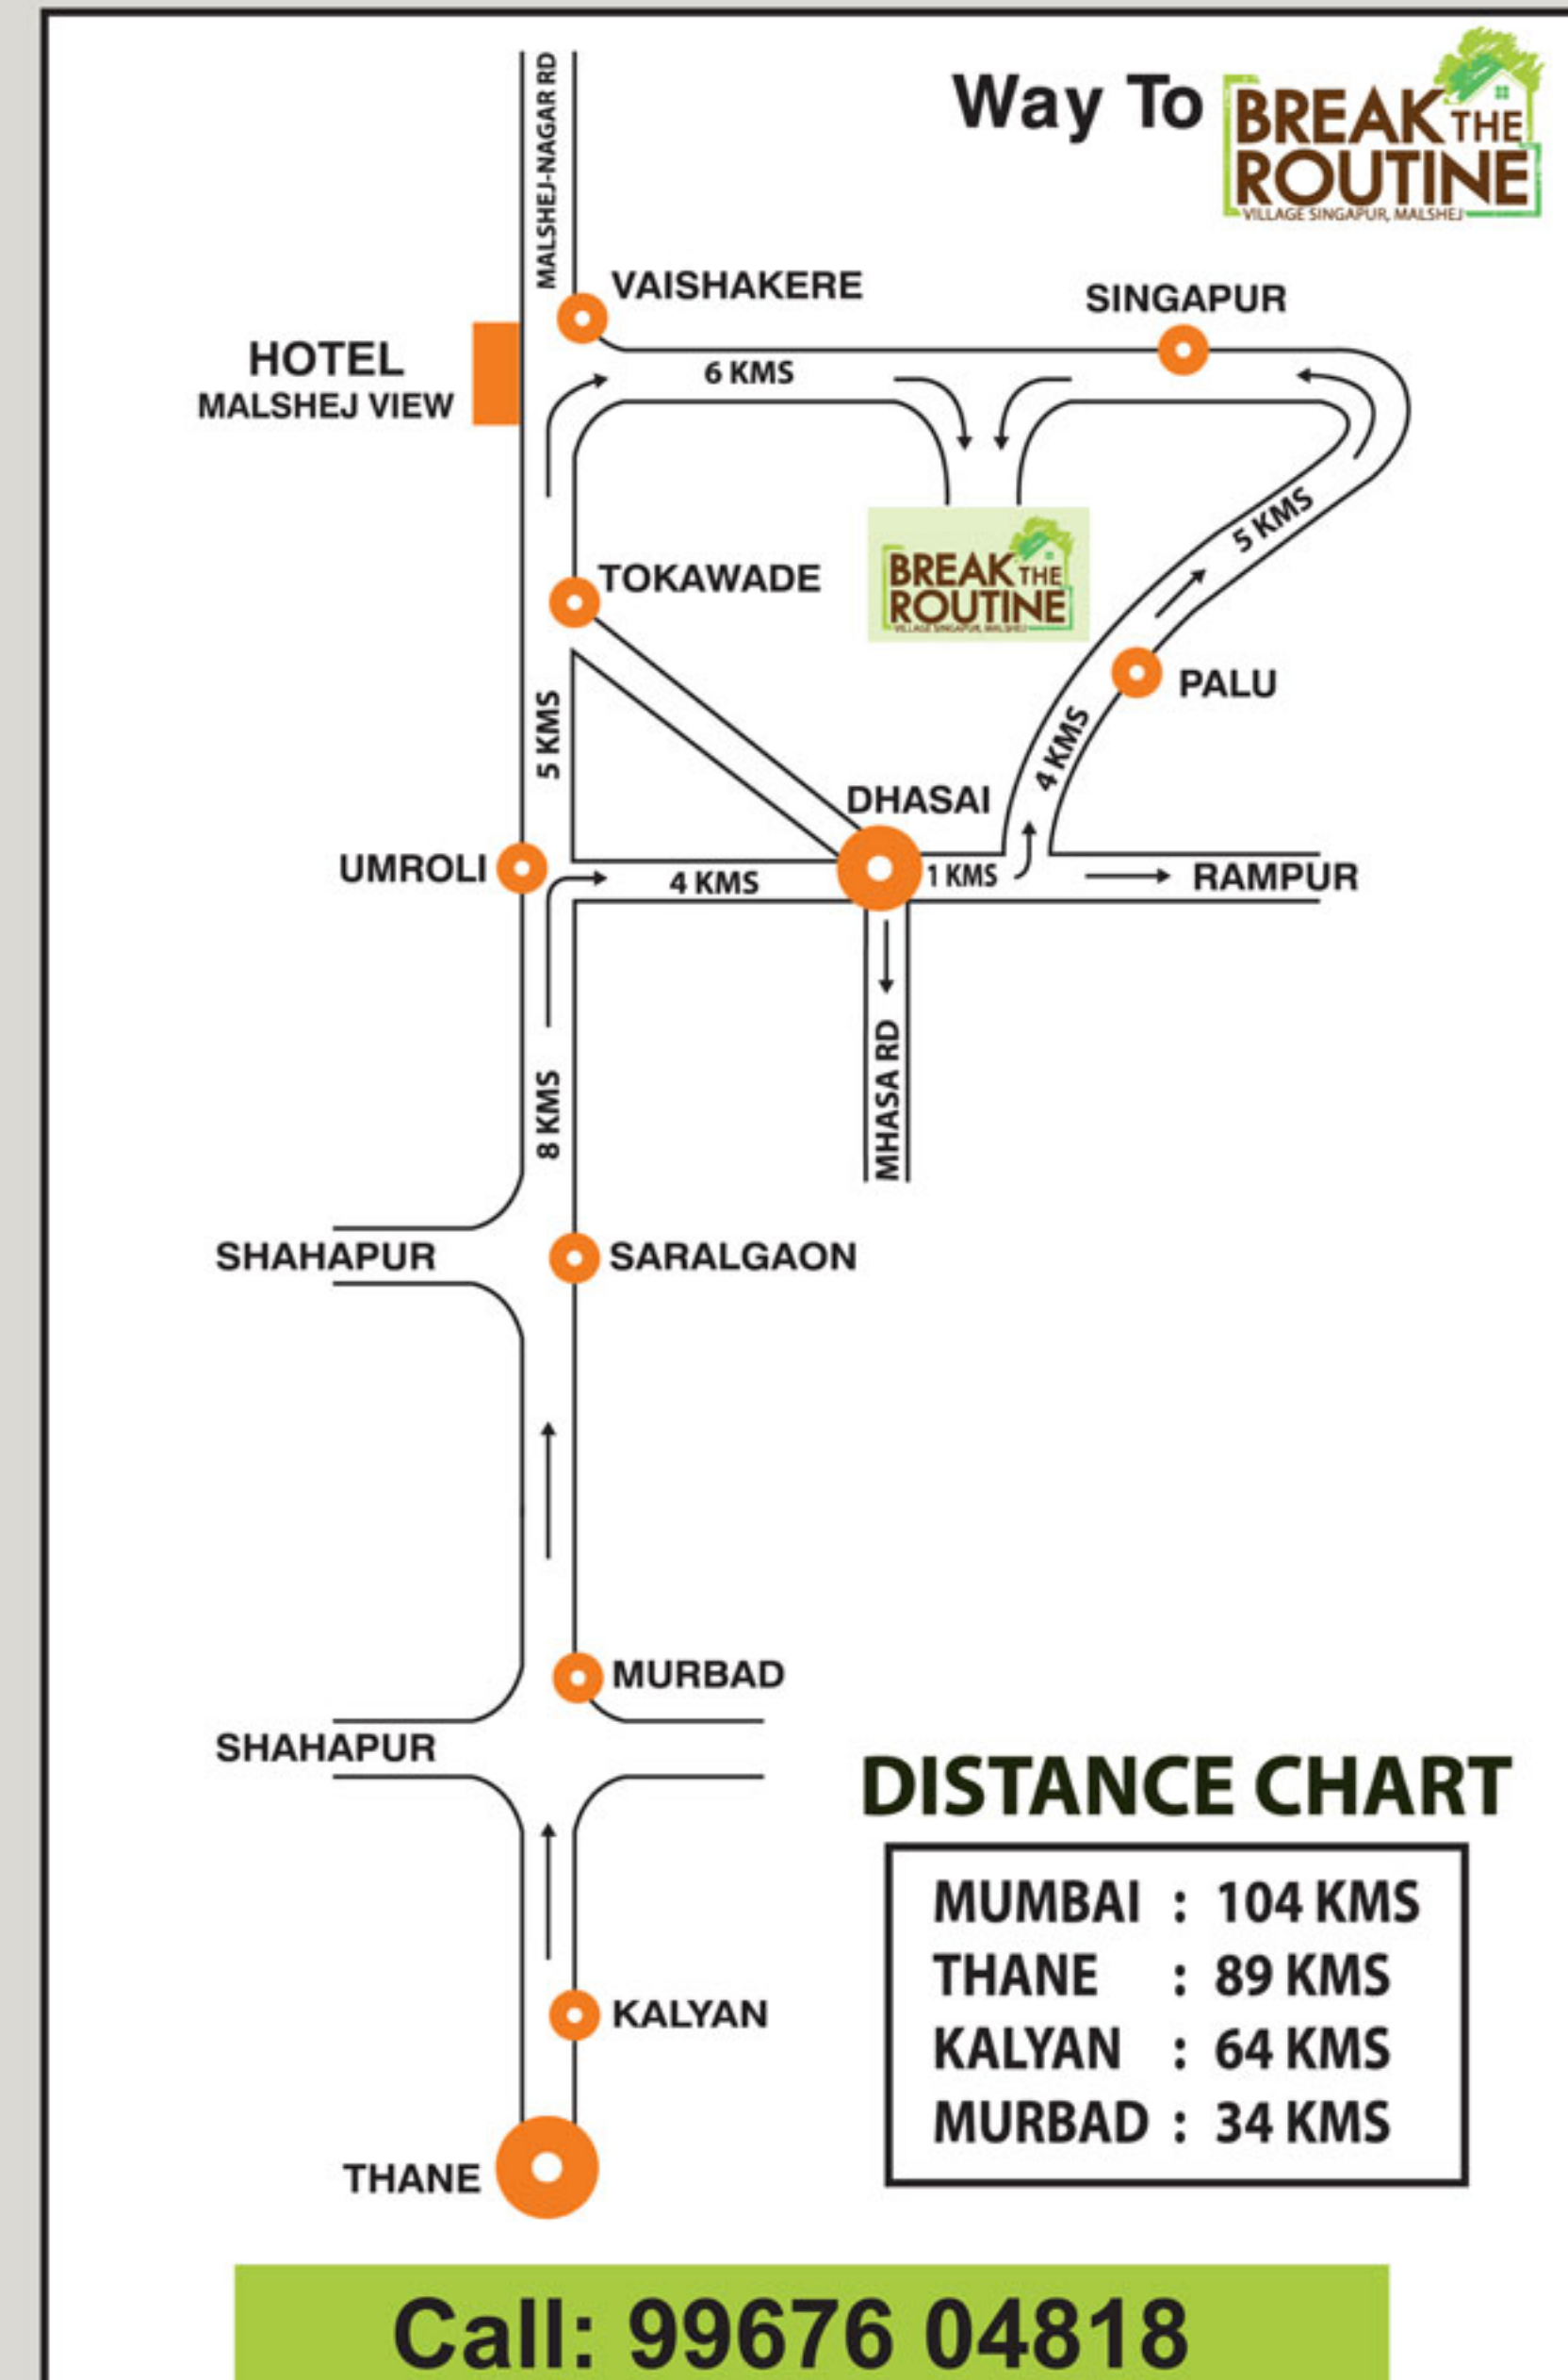 Way To BREAK THE
ROUTINE
VILLAGE SINGAPUR, MALSHEJ
MALSHEJ-NAGAR RD
VAISHAKERE
SINGAPUR
HOTEL
MALSHEJ VIEW
6 KMS
5 KMS
BREAK THE
ROUTINE
VILLAGE SINGAPUR, MALSHEJ
TOKAWADE
PALU
5 KMS
4 KMS
DHASAI
UMROLI
4 KMS
1 KMS
RAMPUR
MHASA RD
8 KMS
SHAHAPUR
SARALGAON
MURBAD
SHAHAPUR
DISTANCE CHART
MUMBAI : 104 KMS
THANE : 89 KMS
KALYAN : 64 KMS
MURBAD : 34 KMS
KALYAN
THANE
Call: 99676 04818